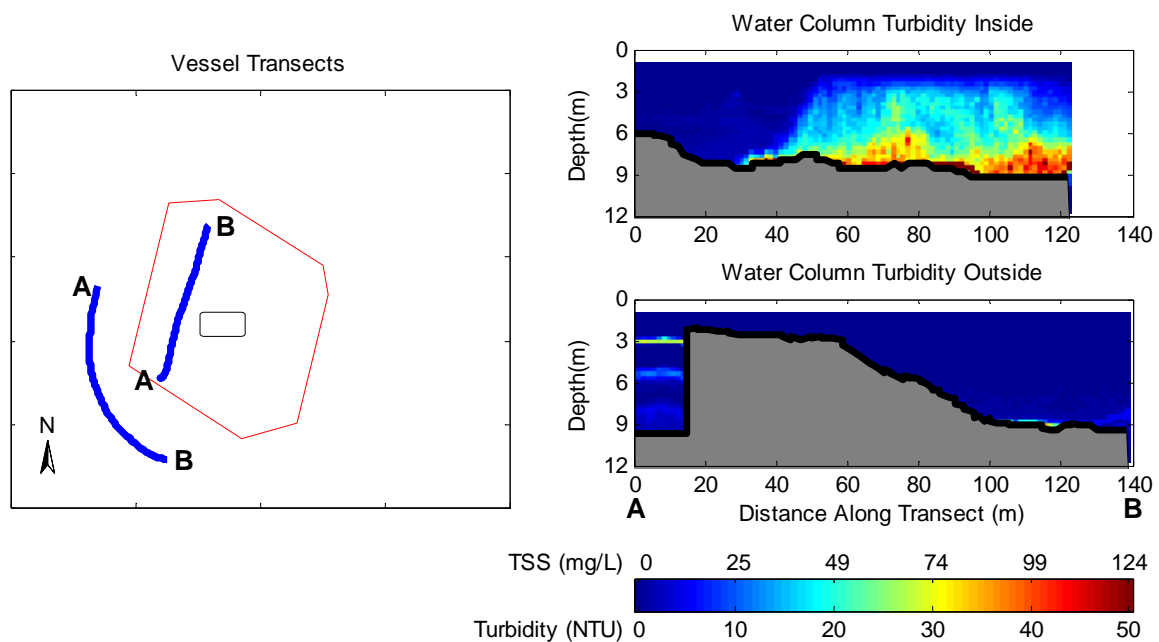 Vessel Transects
A
B
A
B
N
Water Column Turbidity Inside
Depth(m)
0
3
6
9
12
0 20 40 60 80 100 120 140
Water Column Turbidity Outside
Depth(m)
0
3
6
9
12
0 20 40 60 80 100 120 140
A Distance Along Transect (m) B
TSS (mg/L) 0 25 49 74 99 124
Turbidity (NTU) 0 10 20 30 40 50